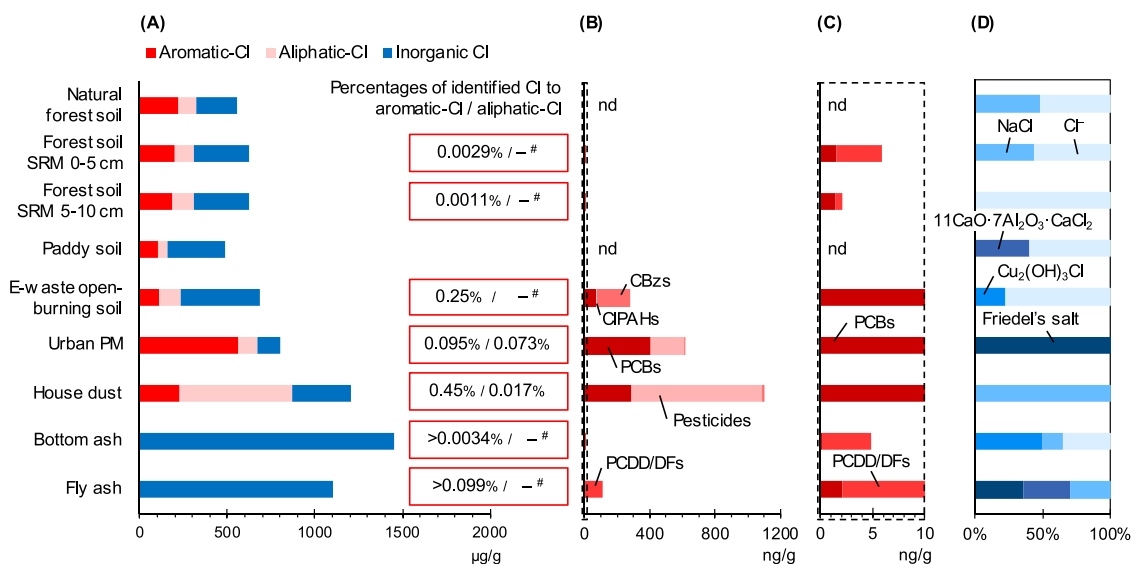 (A)
(B)
(C)
(D)
Aromatic-Cl
Aliphatic-Cl
Inorganic Cl
Percentages of identified Cl to
aromatic-Cl / aliphatic-Cl
Natural
forest soil
nd
nd
NaCl
Cl⁻
Forest soil
SRM 0-5 cm
0.0029% / – #
Forest soil
SRM 5-10 cm
0.0011% / – #
11CaO·7Al₂O₃·CaCl₂
Paddy soil
nd
nd
Cu₂(OH)₃Cl
E-waste open-
burning soil
0.25% / – #
CBzs
ClPAHs
Friedel's salt
Urban PM
0.095% / 0.073%
PCBs
PCBs
House dust
0.45% / 0.017%
Pesticides
Bottom ash
>0.0034% / – #
PCDD/DFs
PCDD/DFs
Fly ash
>0.099% / – #
0
500
1000
1500
2000
µg/g
0
400
800
1200
ng/g
0
5
10
ng/g
0%
50%
100%